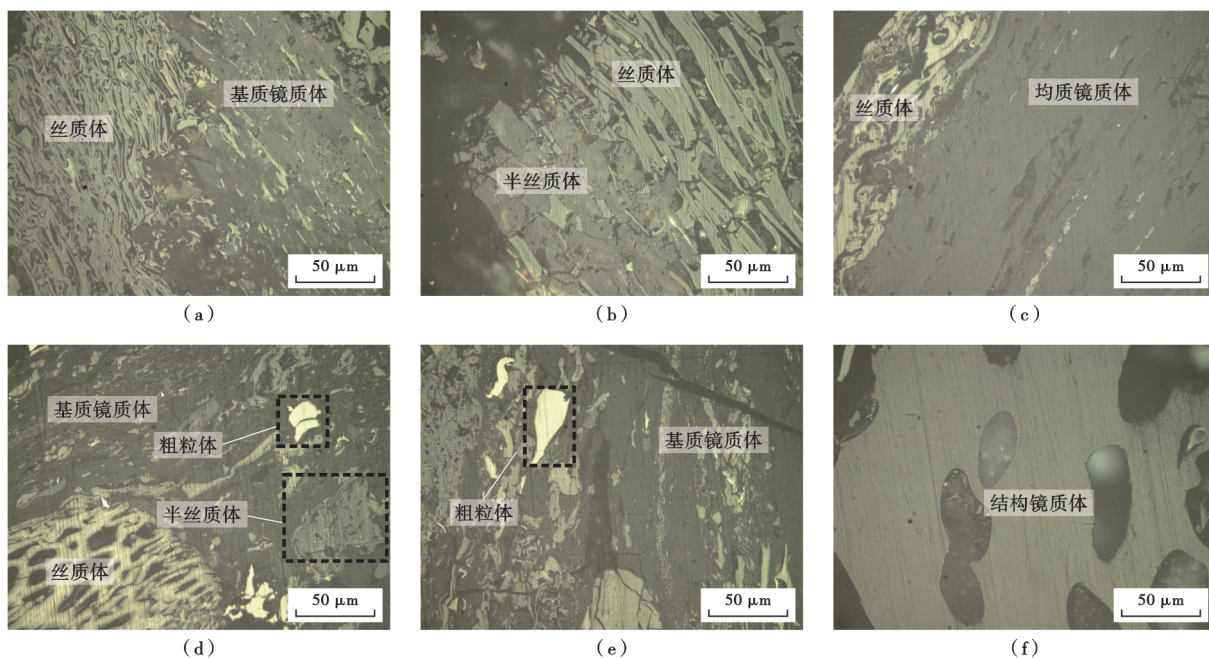 丝质体
基质镜质体
50 μm
(a)
丝质体
半丝质体
50 μm
(b)
丝质体
均质镜质体
50 μm
(c)
基质镜质体
粗粒体
半丝质体
丝质体
50 μm
(d)
粗粒体
基质镜质体
50 μm
(e)
结构镜质体
50 μm
(f)